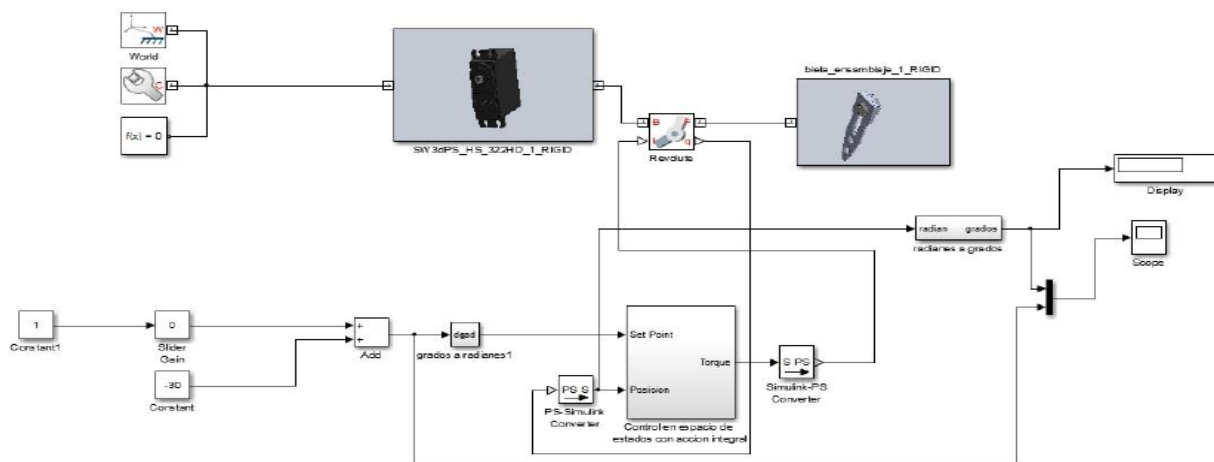 W
World
C
f(x) = 0
SW3dPS_HS_322HD_1_RIGID
B F
t q
Revolute
biela_ensamblaje_1_RIGID
Display
radian grados
radianes a grados
Scope
1
Constant1
0
Slider
Gain
-30
Constant
+
+
Add
grados a radianes1
PS S
PS-Simulink
Converter
Set Point
Torque
Posision
Control en espacio de
estados con accion integral
S PS
Simulink-PS
Converter